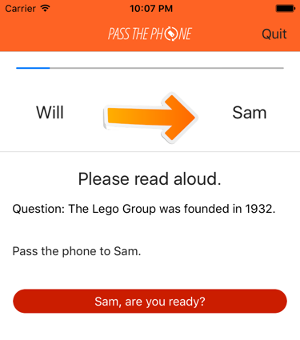 Carrier 10:07 PM
PASS THE PHONE Quit
Will Sam
Please read aloud.
Question: The Lego Group was founded in 1932.
Pass the phone to Sam.
Sam, are you ready?